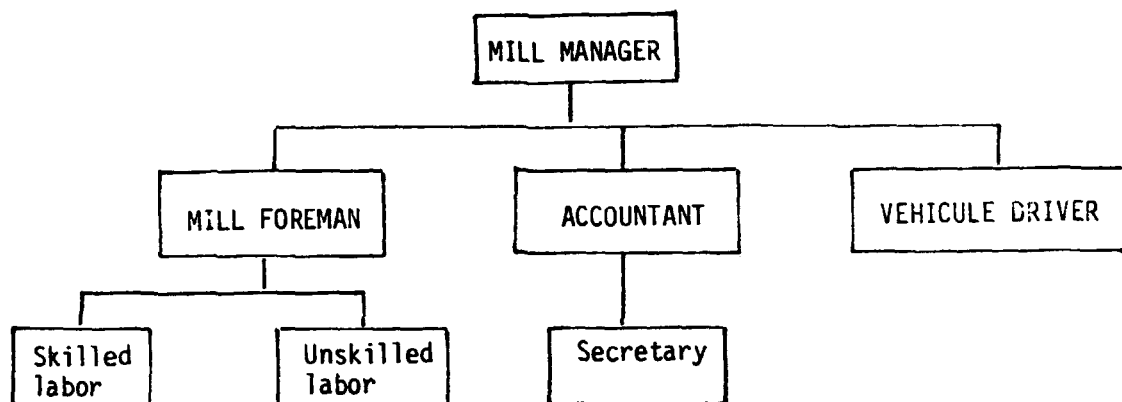 MILL MANAGER
MILL FOREMAN
ACCOUNTANT
VEHICULE DRIVER
Skilled
labor
Unskilled
labor
Secretary